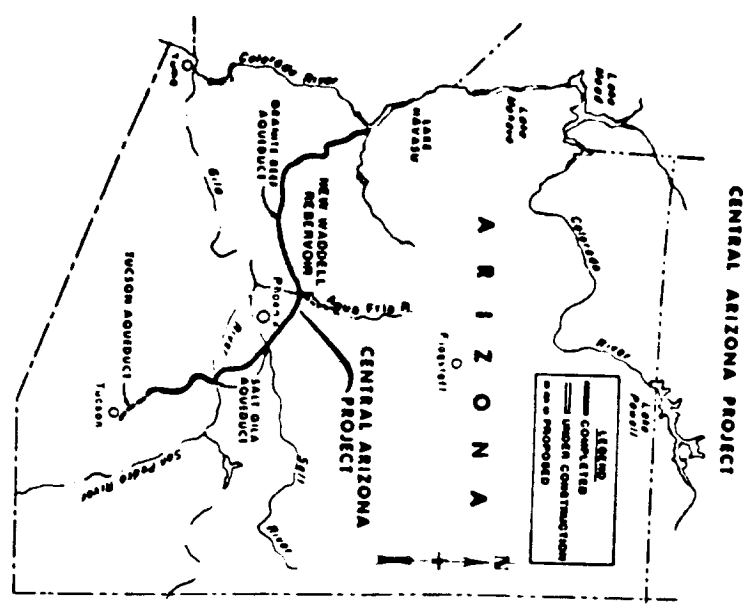 CENTRAL ARIZONA PROJECT
Lake
Mead
Lake
Mohave
LAKE
HAVASU
Colorado
River
Lake
Powell
LEGEND
COMPLETED
UNDER CONSTRUCTION
PROPOSED
ARIZONA
N
Flagstaff
Colorado River
Yuma
GRANITE REEF
AQUEDUCT
NEW WADDELL
RESERVOIR
Agua Fria R.
CENTRAL ARIZONA
PROJECT
Gila
River
Phoenix
SALT GILA
AQUEDUCT
Salt
River
TUCSON AQUEDUCT
Tucson
San Pedro River